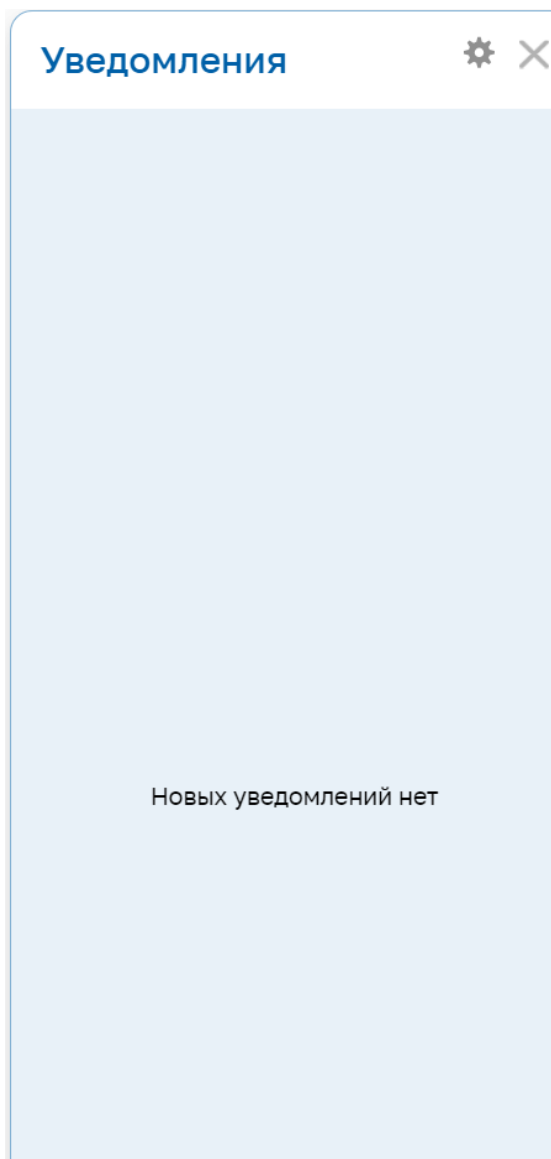 Уведомления
Новых уведомлений нет